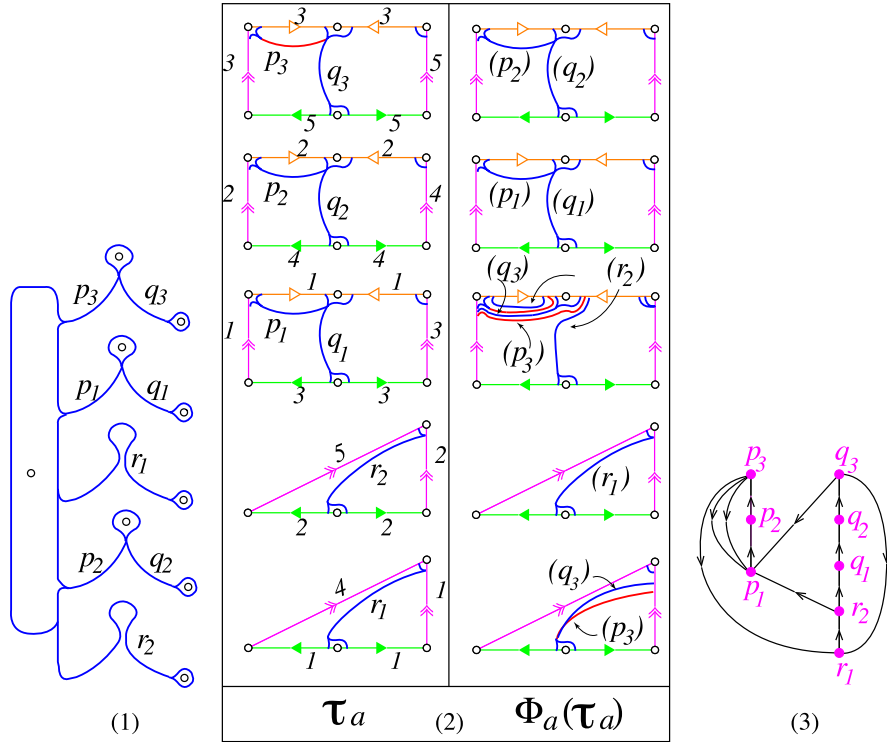 p3 q3
p1 q1
r1
p2 q2
r2
(1)
3 3
3 p3 q3 5
5 5
2 2
2 p2 q2 4
4 4
1 1
1 p1 q1 3
3 3
5 r2 2
2 2
4 r1 1
1 1
τa
(p2) (q2)
(p1) (q1)
(q3) (r2)
(p3)
(r1)
(q3)
(p3)
Φa(τa)
(2)
p3 q3
p2 q2
p1 q1
r2
r1
(3)